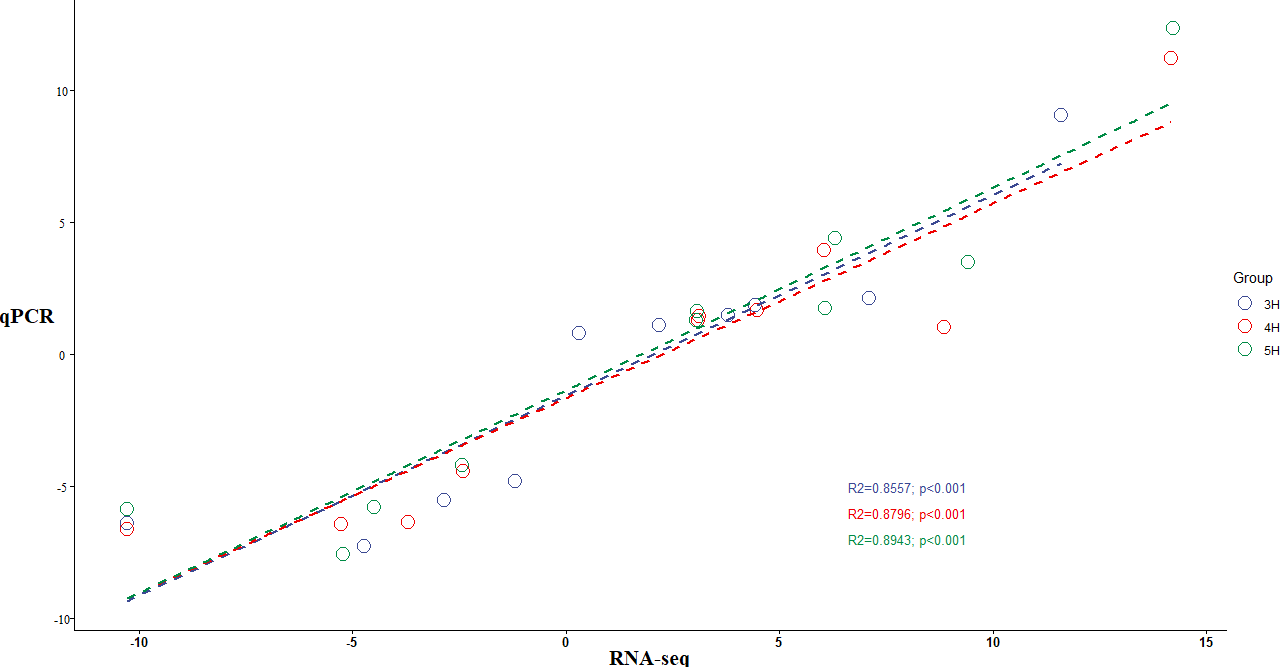 10
5
0
-5
-10
qPCR
-10
-5
0
5
10
15
RNA-seq
R2=0.8557; p<0.001
R2=0.8796; p<0.001
R2=0.8943; p<0.001
Group
3H
4H
5H